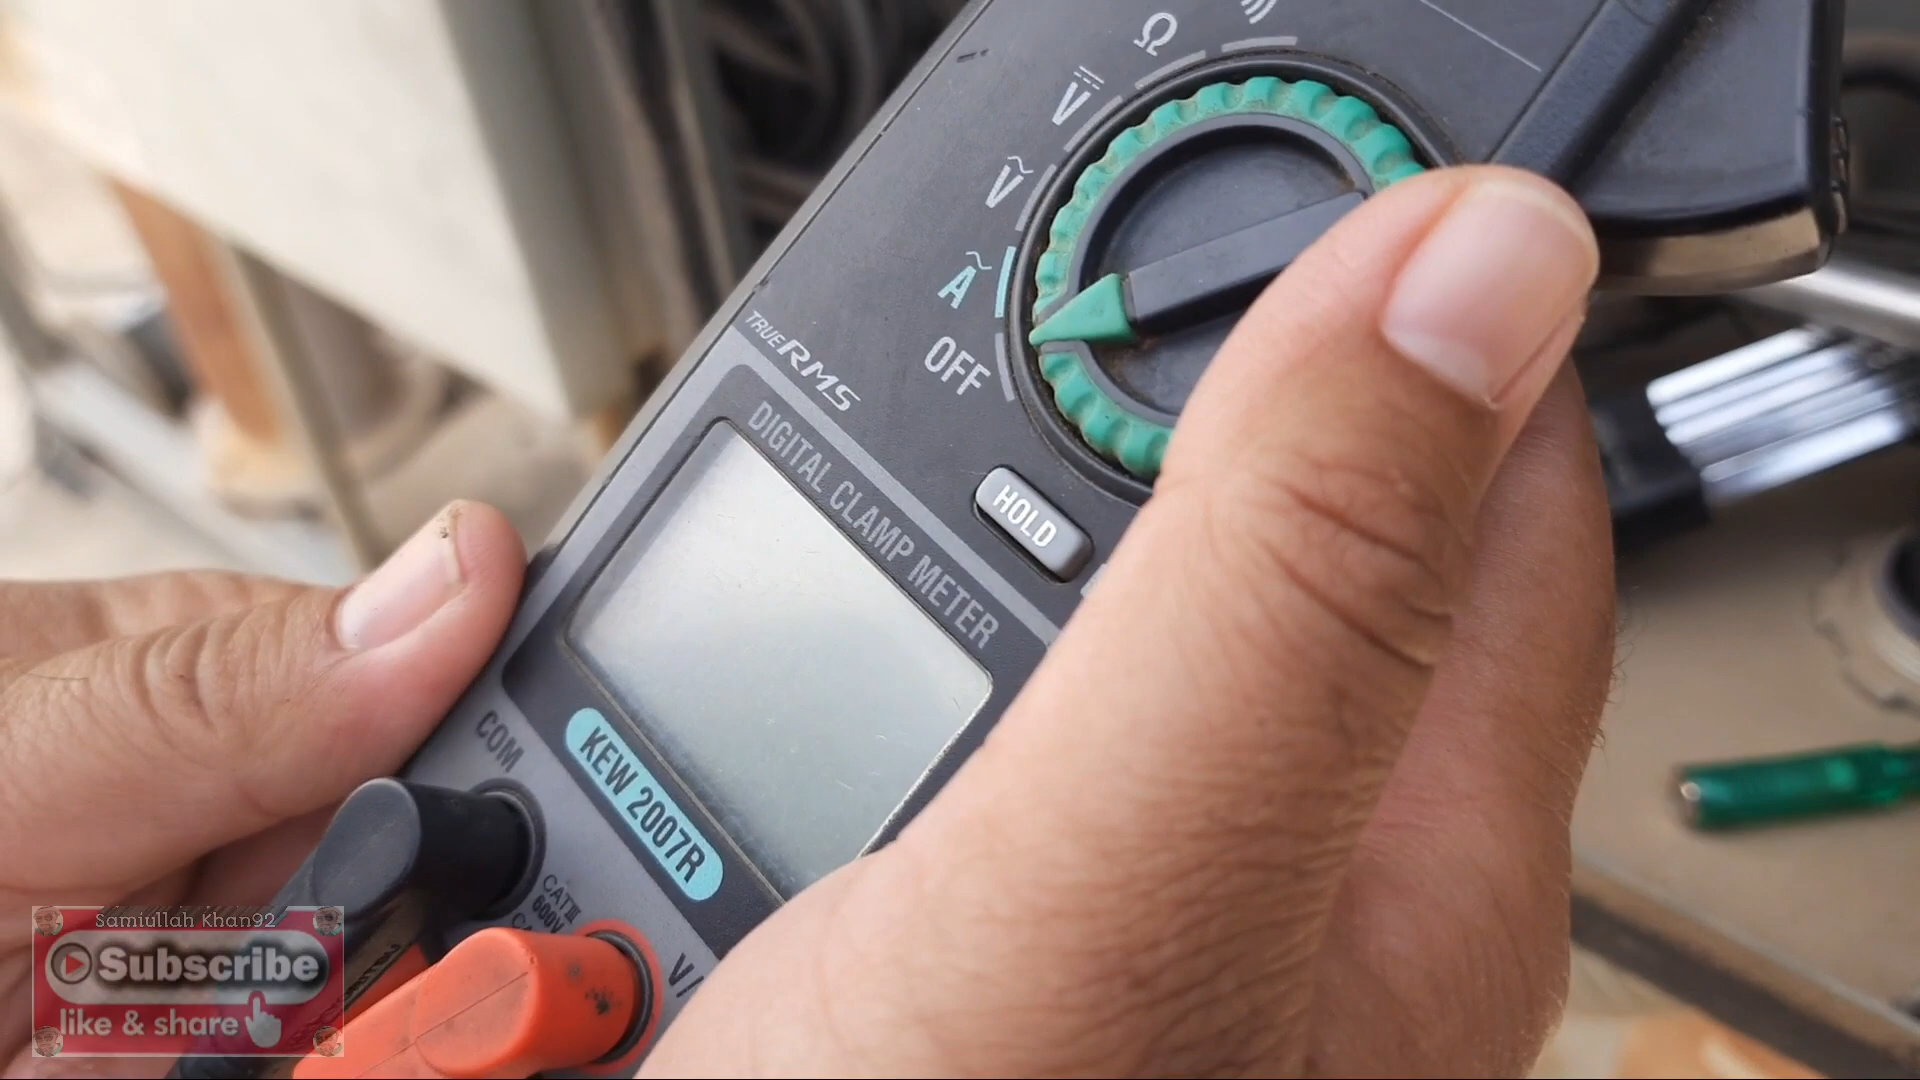 Ω
V
V
A
OFF
TRUE RMS
HOLD
DIGITAL CLAMP METER
KEW 2007R
COM
CAT III
600V
V/
Samiullah Khan92
Subscribe
like & share